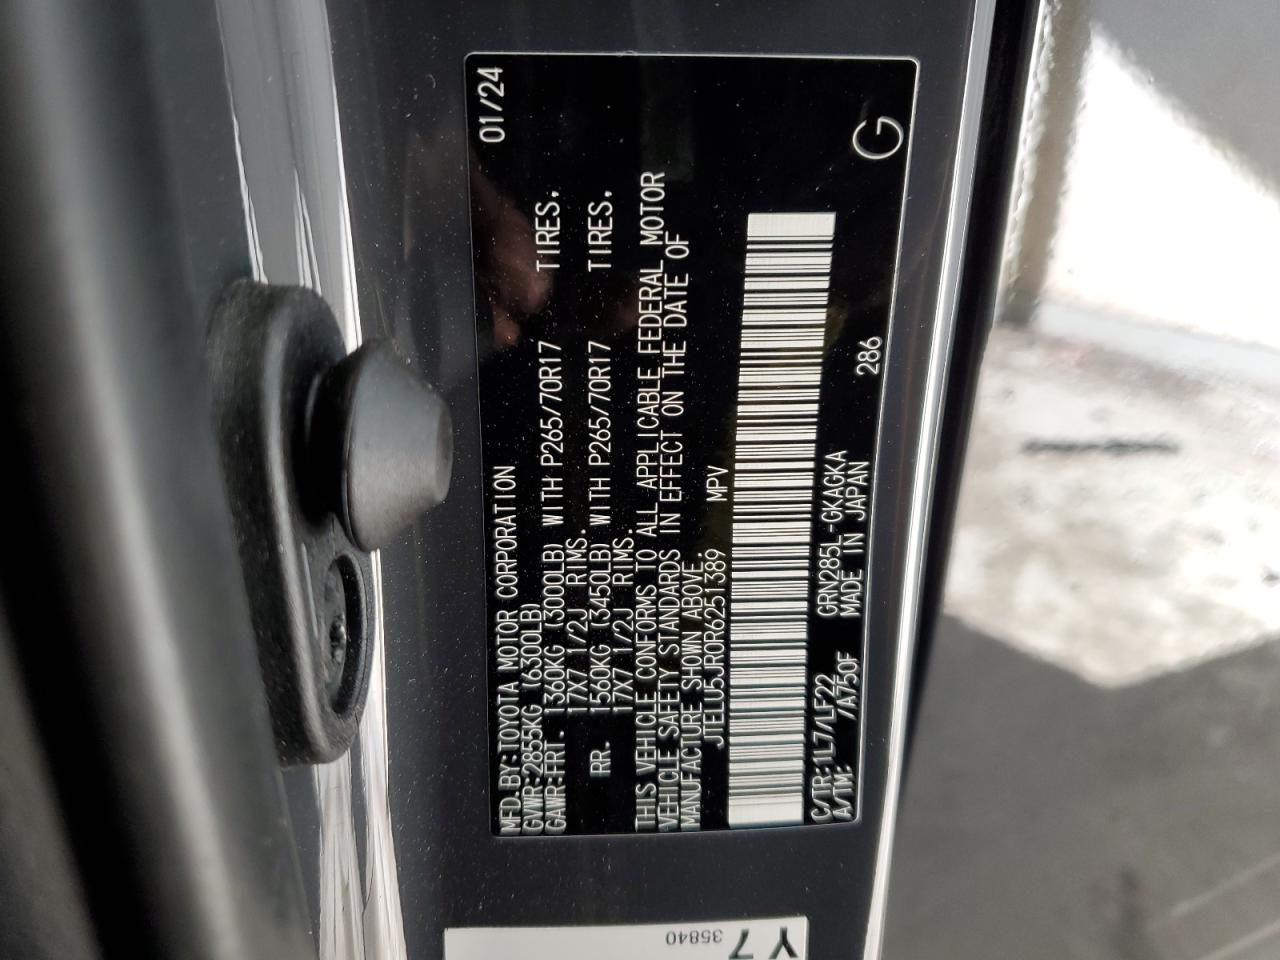 MFD.BY:TOYOTA MOTOR CORPORATION 01/24
GVWR:2855KG (6300LB)
GAWR:FRT. 1360KG (3000LB) WITH P265/70R17 TIRES,
17X7 1/2J RIMS.
RR. 1560KG (3450LB) WITH P265/70R17 TIRES,
17X7 1/2J RIMS.
THIS VEHICLE CONFORMS TO ALL APPLICABLE FEDERAL MOTOR
VEHICLE SAFETY STANDARDS IN EFFECT ON THE DATE OF
MANUFACTURE SHOWN ABOVE.
JTELU5JR0R6251389 MPV
C/TR:1L7/LF22 GRN285L-GKAGKA 286 G
A/TM: /A750F MADE IN JAPAN
Y7
35840